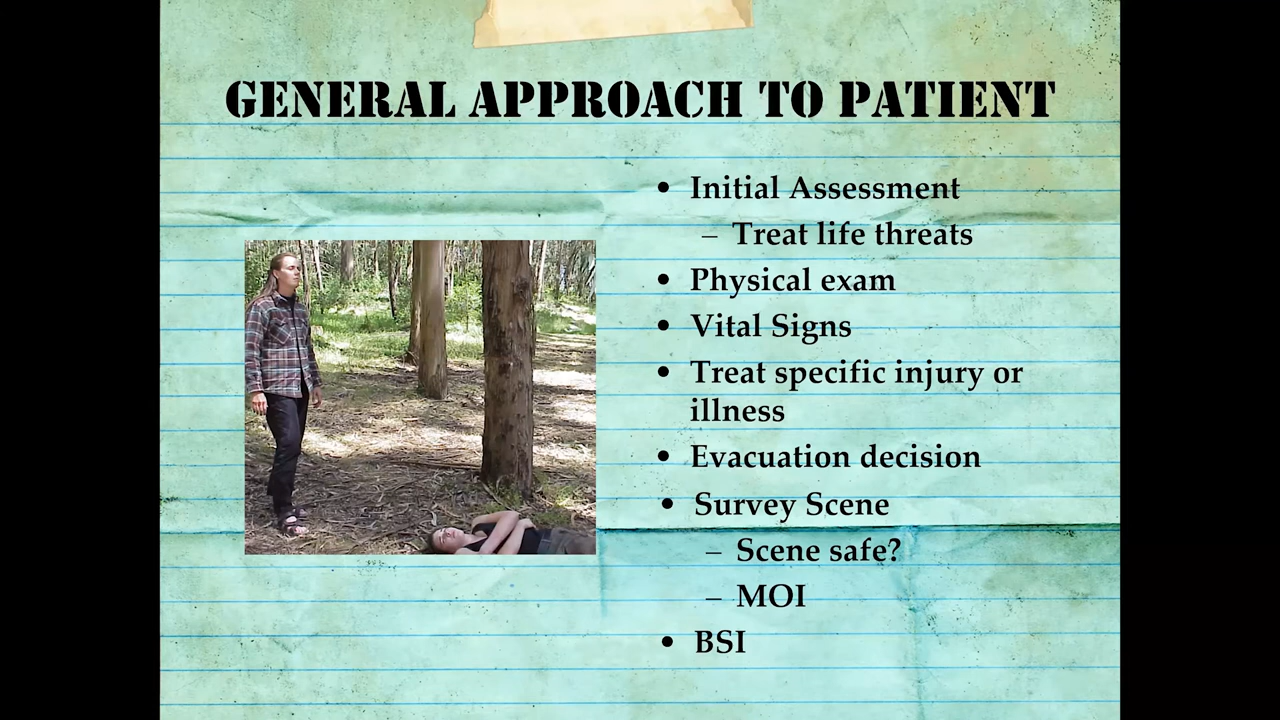 GENERAL APPROACH TO PATIENT
• Initial Assessment
– Treat life threats
• Physical exam
• Vital Signs
• Treat specific injury or
illness
• Evacuation decision
• Survey Scene
– Scene safe?
– MOI
• BSI